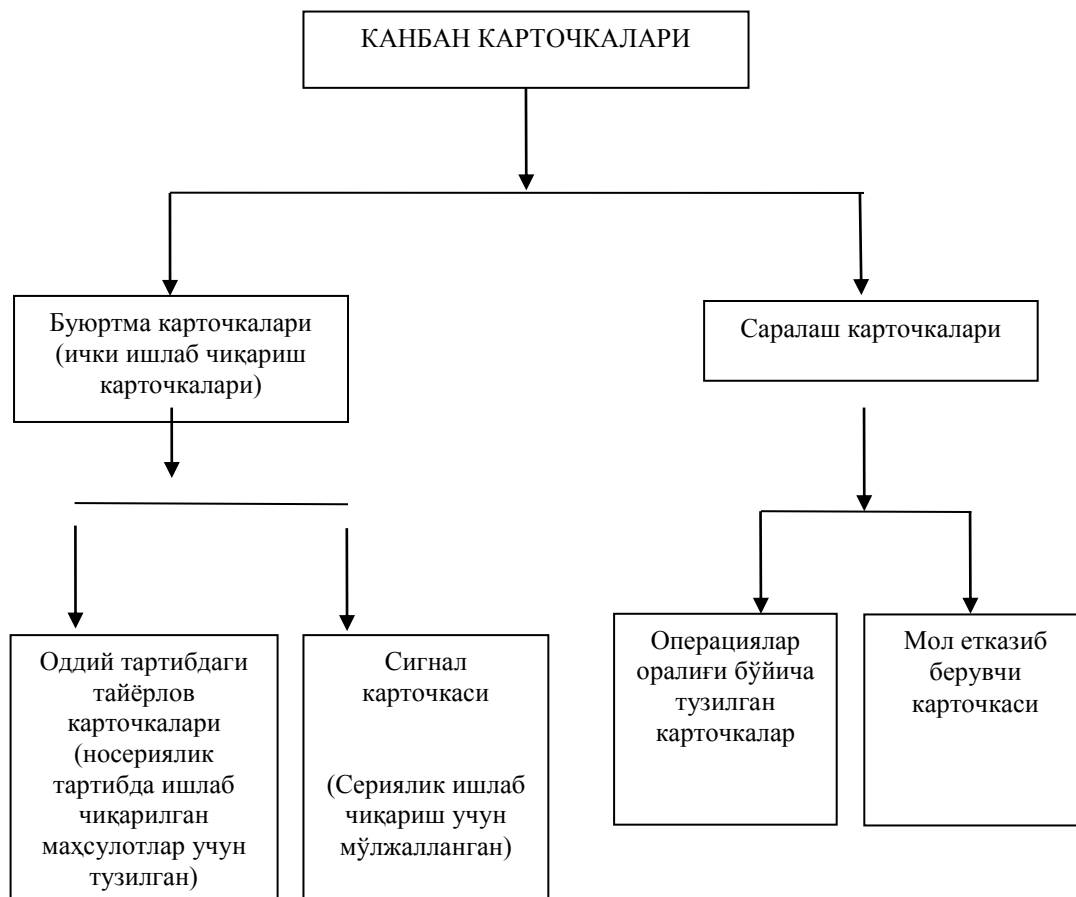 КАНБАН КАРТОЧКАЛАРИ
Буюртма карточкалари
(ички ишлаб чиқариш
карточкалари)
Саралаш карточкалари
Оддий тартибдаги
тайёрлов
карточкалари
(носериялик
тартибда ишлаб
чиқарилган
маҳсулотлар учун
тузилган)
Сигнал
карточкаси
(Сериялик ишлаб
чиқариш учун
мўлжалланган)
Операциялар
оралиғи бўйича
тузилган
карточкалар
Мол етказиб
берувчи
карточкаси